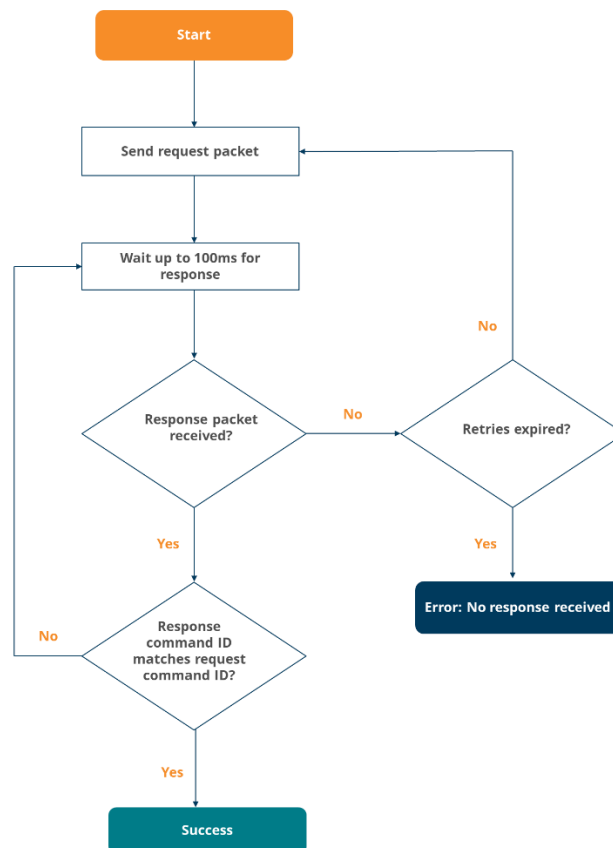 Start
Send request packet
Wait up to 100ms for
response
No
Response packet
received?
No
Retries expired?
Yes
Yes
Error: No response received
Response
command ID
matches request
command ID?
No
Yes
Success